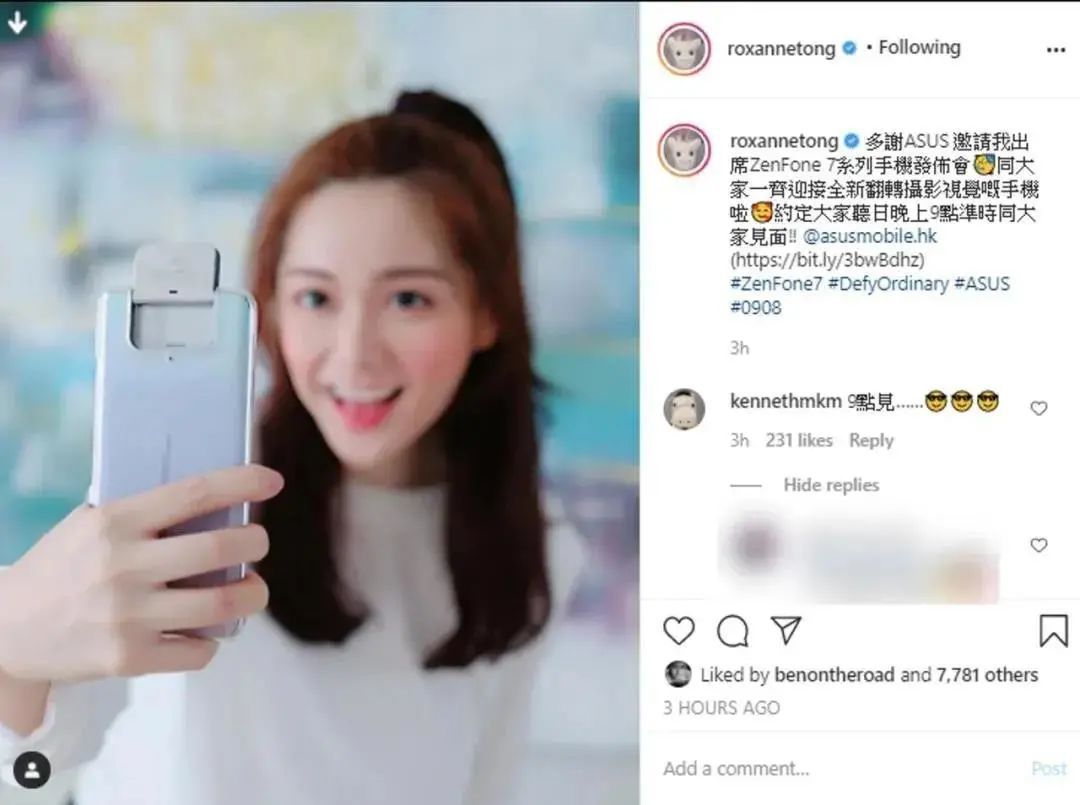 roxannetong • Following
roxannetong 多謝ASUS 邀請我出
席ZenFone 7系列手機發佈會🥳同大
家一齊迎接全新翻轉攝影視覺嘅手機
啦🥰約定大家聽日晚上9點準時同大
家見面!! @asusmobile.hk
(https://bit.ly/3bwBdhz)
#ZenFone7 #DefyOrdinary #ASUS
#0908
3h
kennethmkm 9點見......😎😎😎
3h 231 likes Reply
Hide replies
Liked by benontheroad and 7,781 others
3 HOURS AGO
Add a comment... Post